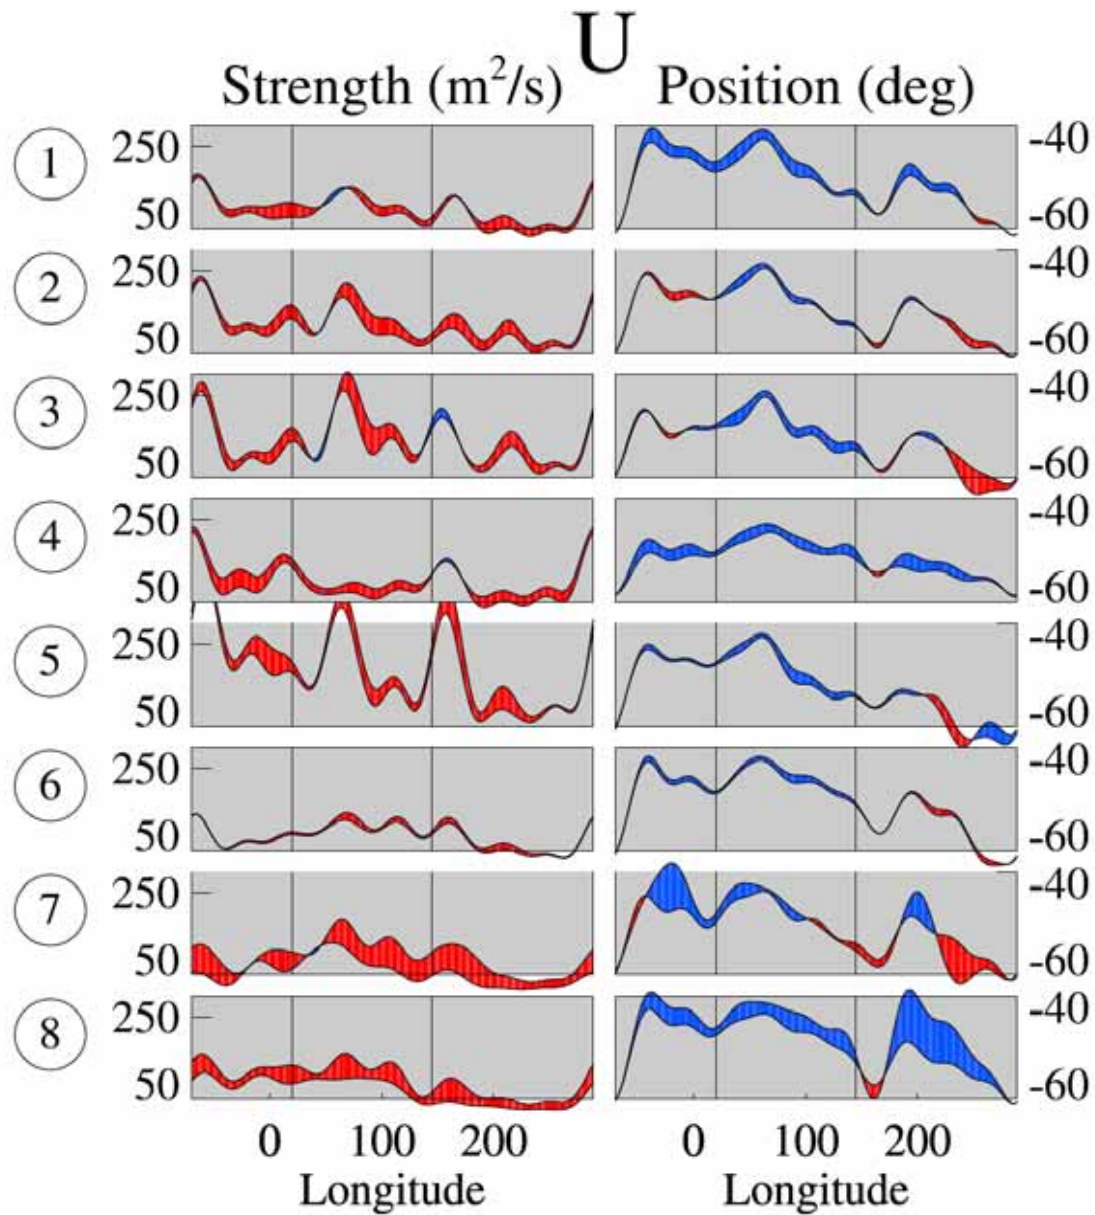 U
Strength (m²/s) Position (deg)
1 250 50 -40 -60
2 250 50 -40 -60
3 250 50 -40 -60
4 250 50 -40 -60
5 250 50 -40 -60
6 250 50 -40 -60
7 250 50 -40 -60
8 250 50 -40 -60
0 100 200 0 100 200
Longitude Longitude